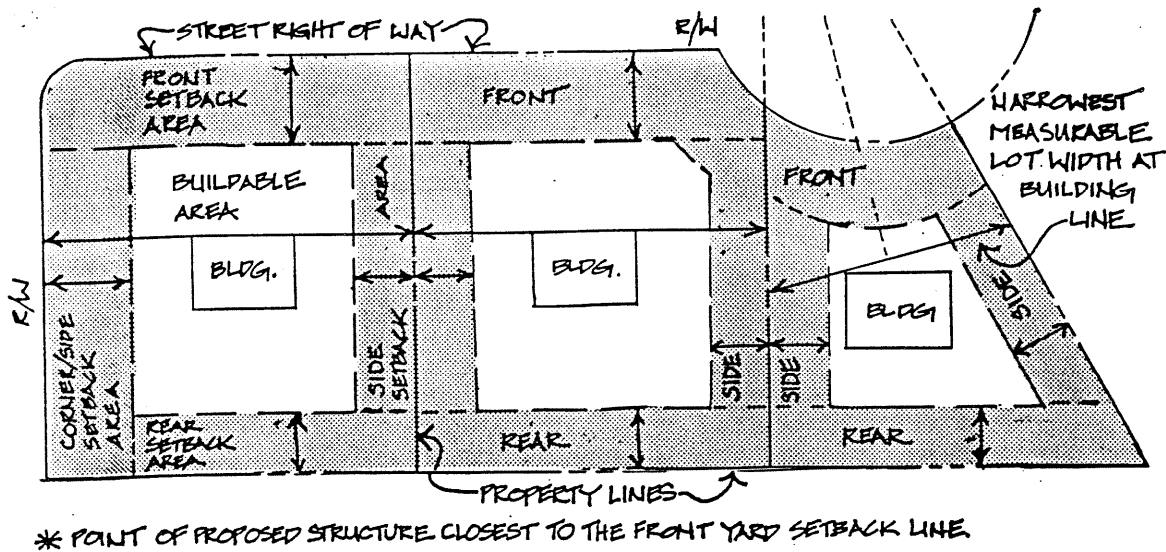 STREET RIGHT OF WAY
R/W
FRONT
SETBACK
AREA
FRONT
NARROWEST
MEASURABLE
LOT WIDTH AT
BUILDING
LINE
FRONT
BUILDABLE
AREA
AREA
SIDE
SETBACK
BLDG.
BLDG.
BLDG
R/W
CORNER/SIDE
SETBACK
AREA
SIDE
SIDE
SIDE
REAR
SETBACK
AREA
REAR
REAR
PROPERTY LINES
* POINT OF PROPOSED STRUCTURE CLOSEST TO THE FRONT YARD SETBACK LINE.